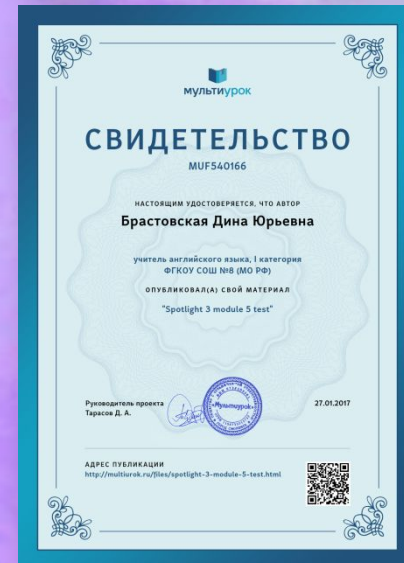 мультиурок
СВИДЕТЕЛЬСТВО
MUF540166
НАСТОЯЩИМ УДОСТОВЕРЯЕТСЯ, ЧТО АВТОР
Брастовская Дина Юрьевна
учитель английского языка, I категория
ФГКОУ СОШ №8 (МО РФ)
ОПУБЛИКОВАЛ(А) СВОЙ МАТЕРИАЛ
"Spotlight 3 module 5 test"
Руководитель проекта
Тарасов Д. А.
«Мультиурок»
27.01.2017
АДРЕС ПУБЛИКАЦИИ
http://multiurok.ru/files/spotlight-3-module-5-test.html